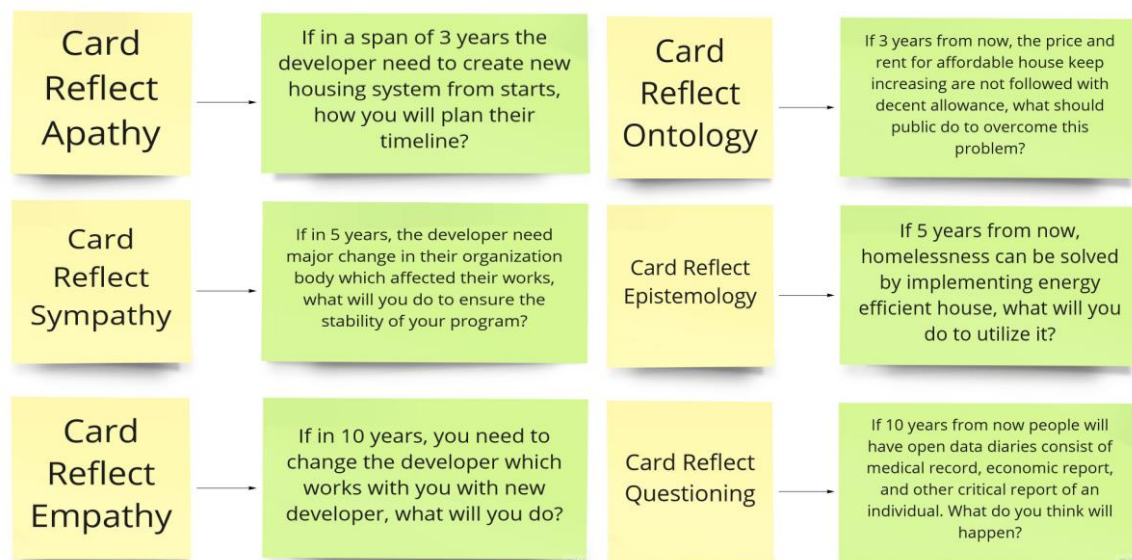 Card
Reflect
Apathy
If in a span of 3 years the
developer need to create new
housing system from starts,
how you will plan their
timeline?
Card
Reflect
Sympathy
If in 5 years, the developer need
major change in their organization
body which affected their works,
what will you do to ensure the
stability of your program?
Card
Reflect
Empathy
If in 10 years, you need to
change the developer which
works with you with new
developer, what will you do?
Card
Reflect
Ontology
If 3 years from now, the price and
rent for affordable house keep
increasing are not followed with
decent allowance, what should
public do to overcome this
problem?
Card Reflect
Epistemology
If 5 years from now,
homelessness can be solved
by implementing energy
efficient house, what will you
do to utilize it?
Card Reflect
Questioning
If 10 years from now people will
have open data diaries consist of
medical record, economic report,
and other critical report of an
individual. What do you think will
happen?